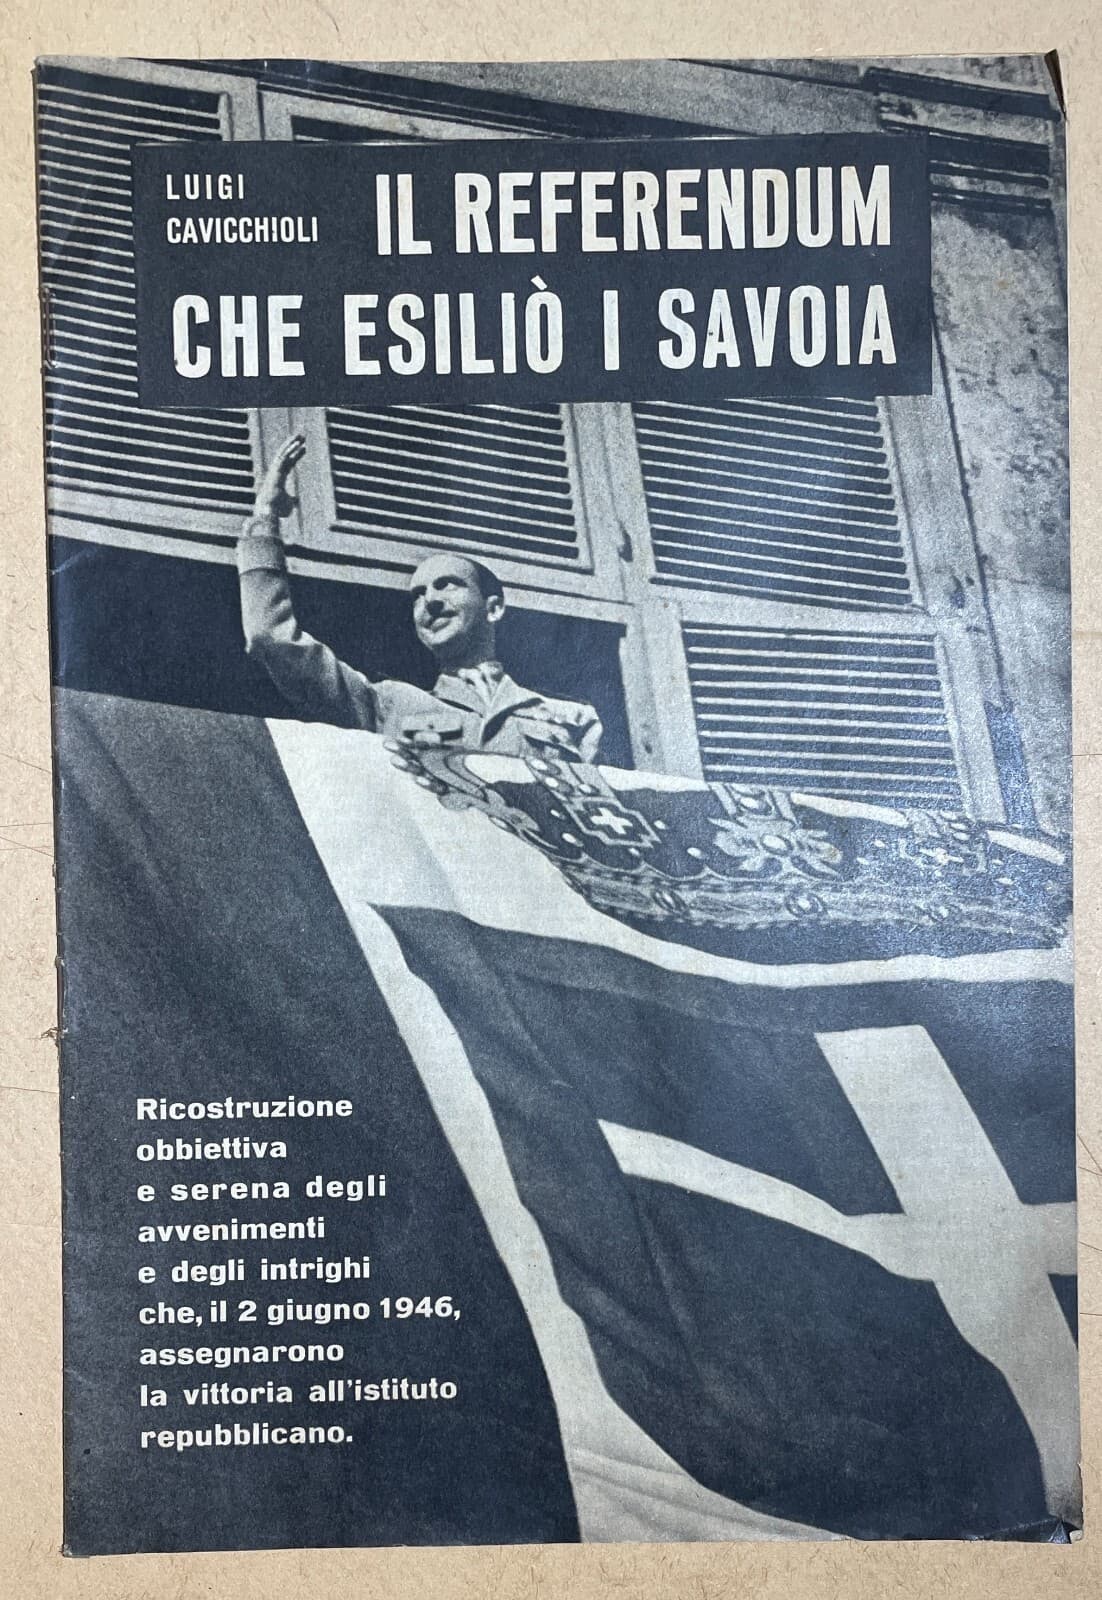 LUIGI
CAVICCHIOLI
IL REFERENDUM
CHE ESILIÒ I SAVOIA
Ricostruzione
obbiettiva
e serena degli
avvenimenti
e degli intrighi
che, il 2 giugno 1946,
assegnarono
la vittoria all'istituto
repubblicano.